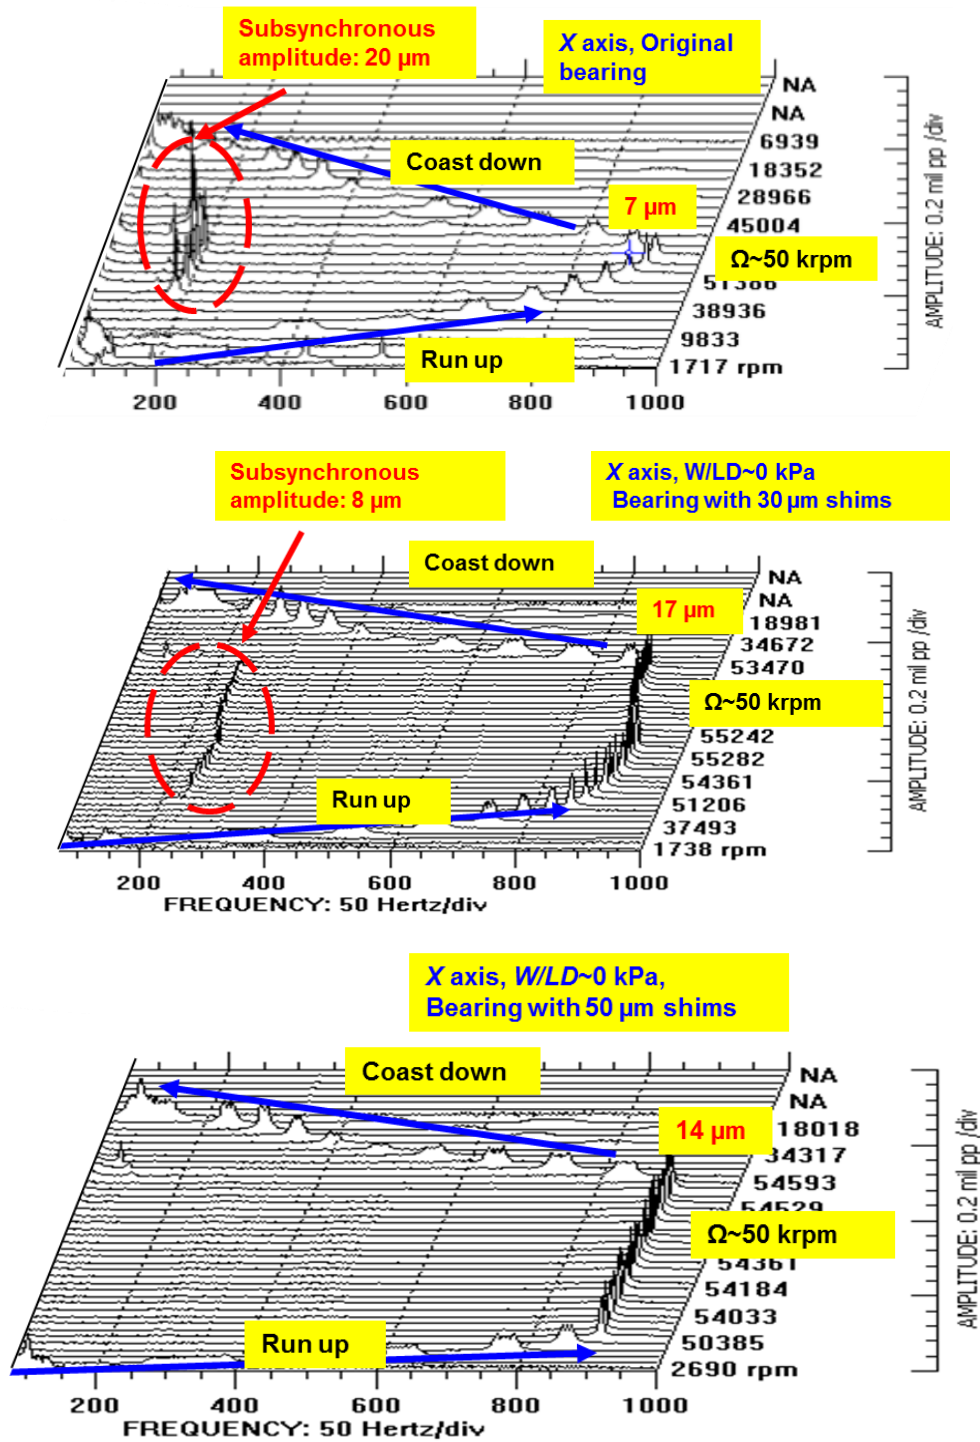 Subsynchronous
amplitude: 20 µm
X axis, Original
bearing
NA
NA
6939
Coast down
18352
28966
7 µm
45004
Ω~50 krpm
51386
38936
9833
Run up
1717 rpm
200 400 600 800 1000
AMPLITUDE: 0.2 mil pp /div
Subsynchronous
amplitude: 8 µm
X axis, W/LD~0 kPa
Bearing with 30 µm shims
Coast down
NA
NA
17 µm
18981
34672
53470
Ω~50 krpm
55242
55282
54361
Run up
51206
37493
1738 rpm
200 400 600 800 1000
FREQUENCY: 50 Hertz/div
AMPLITUDE: 0.2 mil pp /div
X axis, W/LD~0 kPa,
Bearing with 50 µm shims
Coast down
NA
NA
14 µm
18018
34317
54593
54529
Ω~50 krpm
54361
54184
54033
Run up
50385
2690 rpm
200 400 600 800 1000
FREQUENCY: 50 Hertz/div
AMPLITUDE: 0.2 mil pp /div